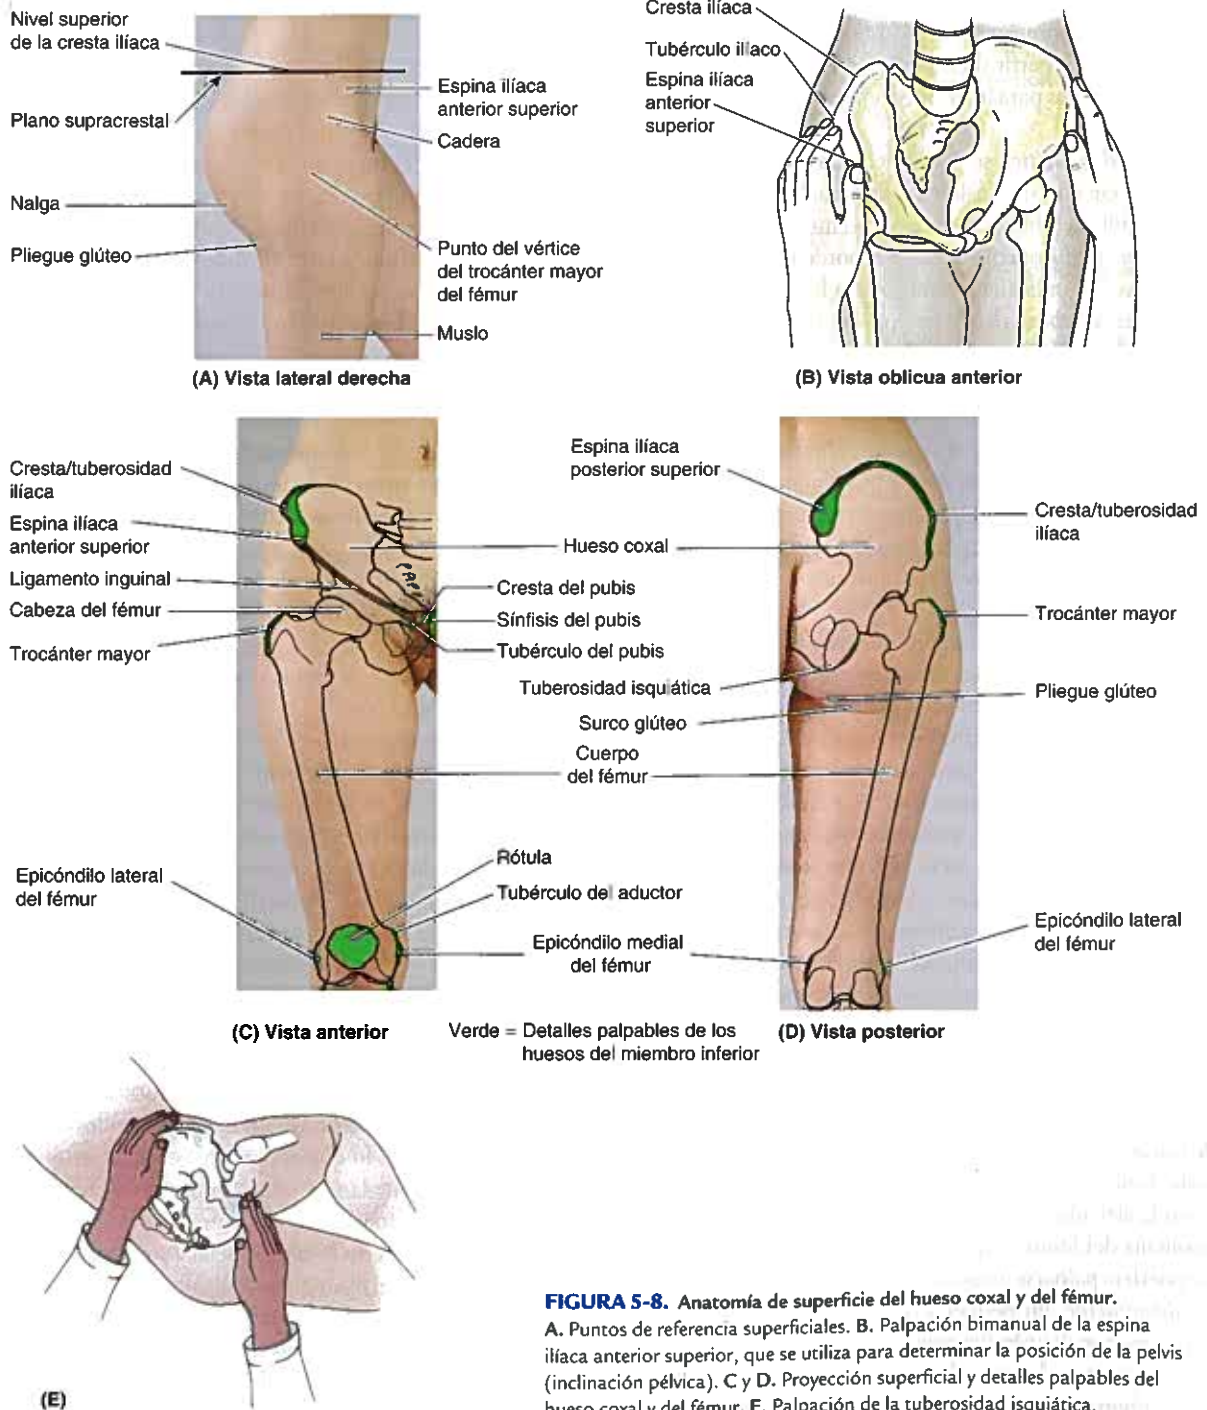 Nivel superior
de la cresta ilíaca
Plano supracrestal
Nalga
Pliegue glúteo
Espina ilíaca
anterior superior
Cadera
Punto del vértice
del trocánter mayor
del fémur
Muslo
(A) Vista lateral derecha
Cresta ilíaca
Tubérculo ilíaco
Espina ilíaca
anterior
superior
(B) Vista oblicua anterior
Cresta/tuberosidad
ilíaca
Espina ilíaca
anterior superior
Ligamento inguinal
Cabeza del fémur
Trocánter mayor
Epicóndilo lateral
del fémur
Espina ilíaca
posterior superior
Hueso coxal
Cresta del pubis
Sínfisis del pubis
Tubérculo del pubis
Tuberosidad isquiática
Surco glúteo
Cuerpo
del fémur
Rótula
Tubérculo del aductor
Epicóndilo medial
del fémur
Cresta/tuberosidad
ilíaca
Trocánter mayor
Pliegue glúteo
Epicóndilo lateral
del fémur
(C) Vista anterior
Verde = Detalles palpables de los
huesos del miembro inferior
(D) Vista posterior
(E)
FIGURA 5-8. Anatomía de superficie del hueso coxal y del fémur.
A. Puntos de referencia superficiales. B. Palpación bimanual de la espina
ilíaca anterior superior, que se utiliza para determinar la posición de la pelvis
(inclinación pélvica). C y D. Proyección superficial y detalles palpables del
hueso coxal y del fémur. E. Palpación de la tuberosidad isquiática.